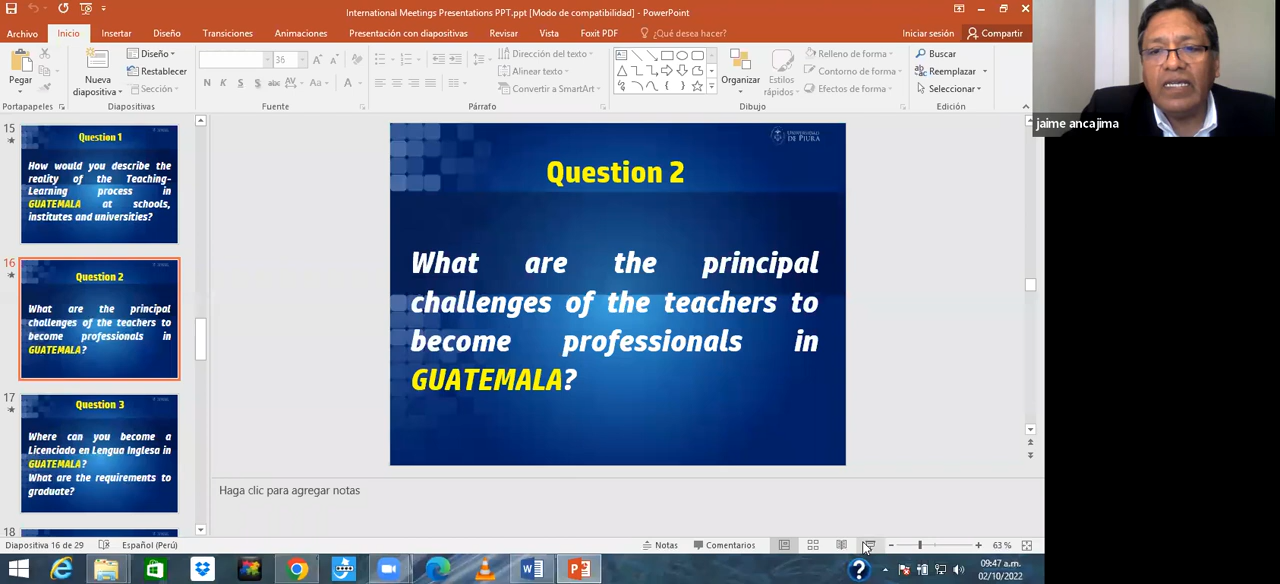 International Meetings Presentations PPT.ppt [Modo de compatibilidad] - PowerPoint
Archivo Inicio Insertar Diseño Transiciones Animaciones Presentación con diapositivas Revisar Vista Foxit PDF ¿Qué desea hacer? Iniciar sesión Compartir
Pegar
Nueva
diapositiva
Diseño
Restablecer
Sección
36
N K S S abc AV Aa A
Dirección del texto
Alinear texto
Convertir a SmartArt
Organizar
Estilos
rápidos
Relleno de forma
Contorno de forma
Efectos de forma
Buscar
Reemplazar
Seleccionar
Portapapeles Diapositivas Fuente Párrafo Dibujo Edición
jaime ancajima
15
Question 1
How would you describe the
reality of the Teaching-
Learning process in
GUATEMALA at schools,
institutes and universities?
16
Question 2
What are the principal
challenges of the teachers to
become professionals in
GUATEMALA?
17
Question 3
Where can you become a
Licenciado en Lengua Inglesa in
GUATEMALA?
What are the requirements to
graduate?
18
UNIVERSIDAD
DE PIURA
Question 2
What are the principal
challenges of the teachers to
become professionals in
GUATEMALA?
Haga clic para agregar notas
Diapositiva 16 de 29 Español (Perú) Notas Comentarios 63 %
09:47 a.m.
02/10/2022